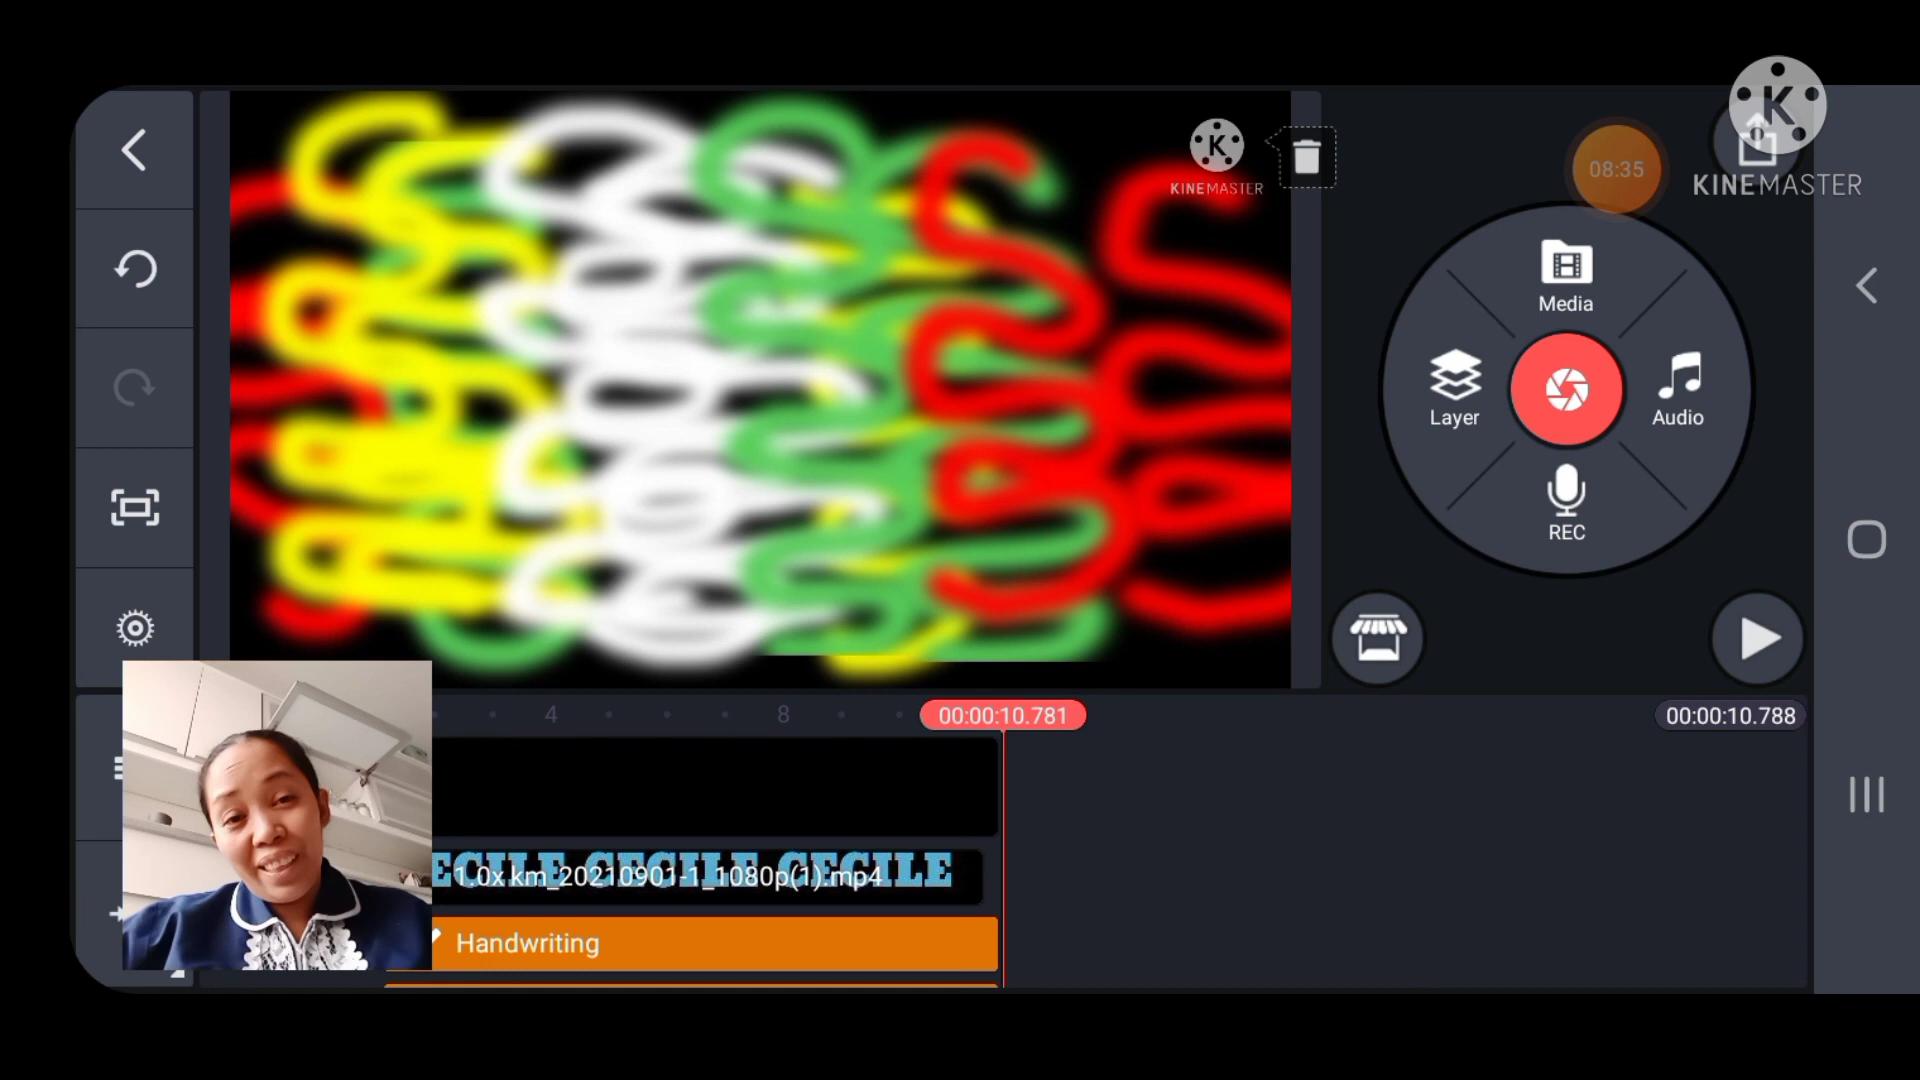 K
KINEMASTER
08:35
K
KINEMASTER
Media
Layer
Audio
REC
4
8
00:00:10.781
00:00:10.788
ECILE CECILE CECILE
1.0x km_20210901-1_1080p(1).mp4
Handwriting